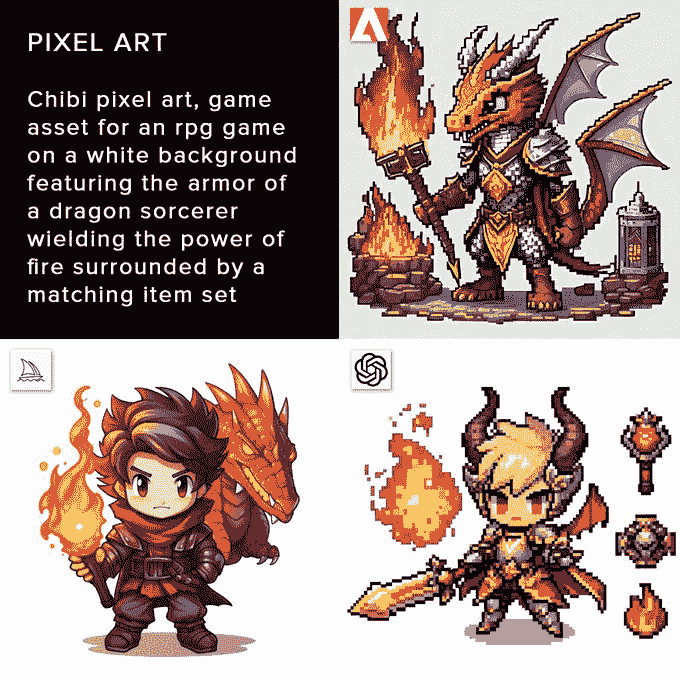 PIXEL ART
Chibi pixel art, game
asset for an rpg game
on a white background
featuring the armor of
a dragon sorcerer
wielding the power of
fire surrounded by a
matching item set